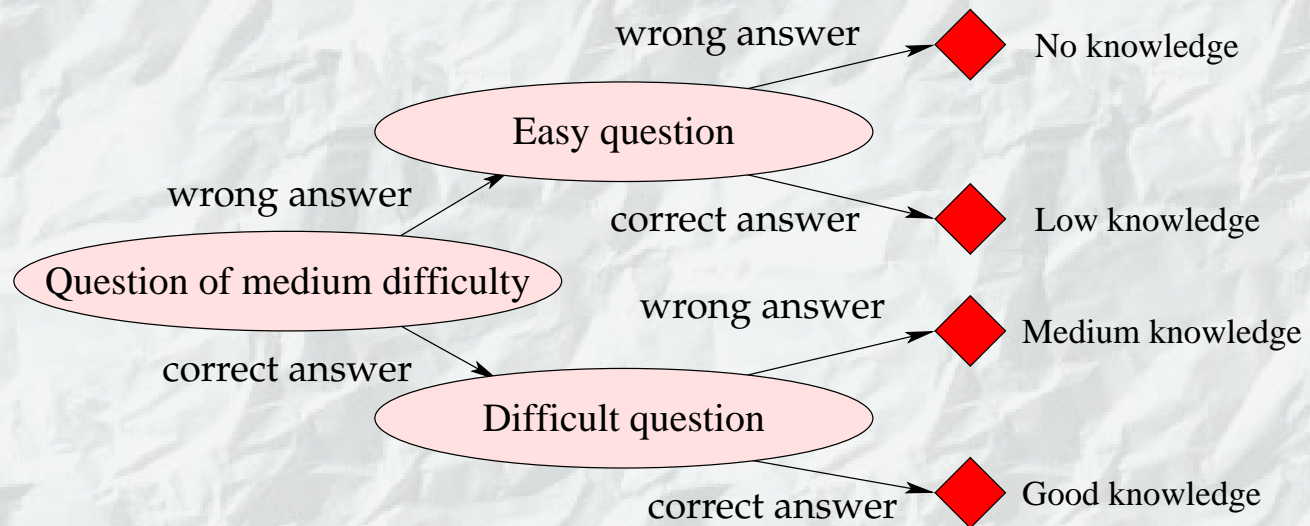 wrong answer
No knowledge
Easy question
wrong answer
correct answer
Low knowledge
Question of medium difficulty
wrong answer
Medium knowledge
correct answer
Difficult question
correct answer
Good knowledge